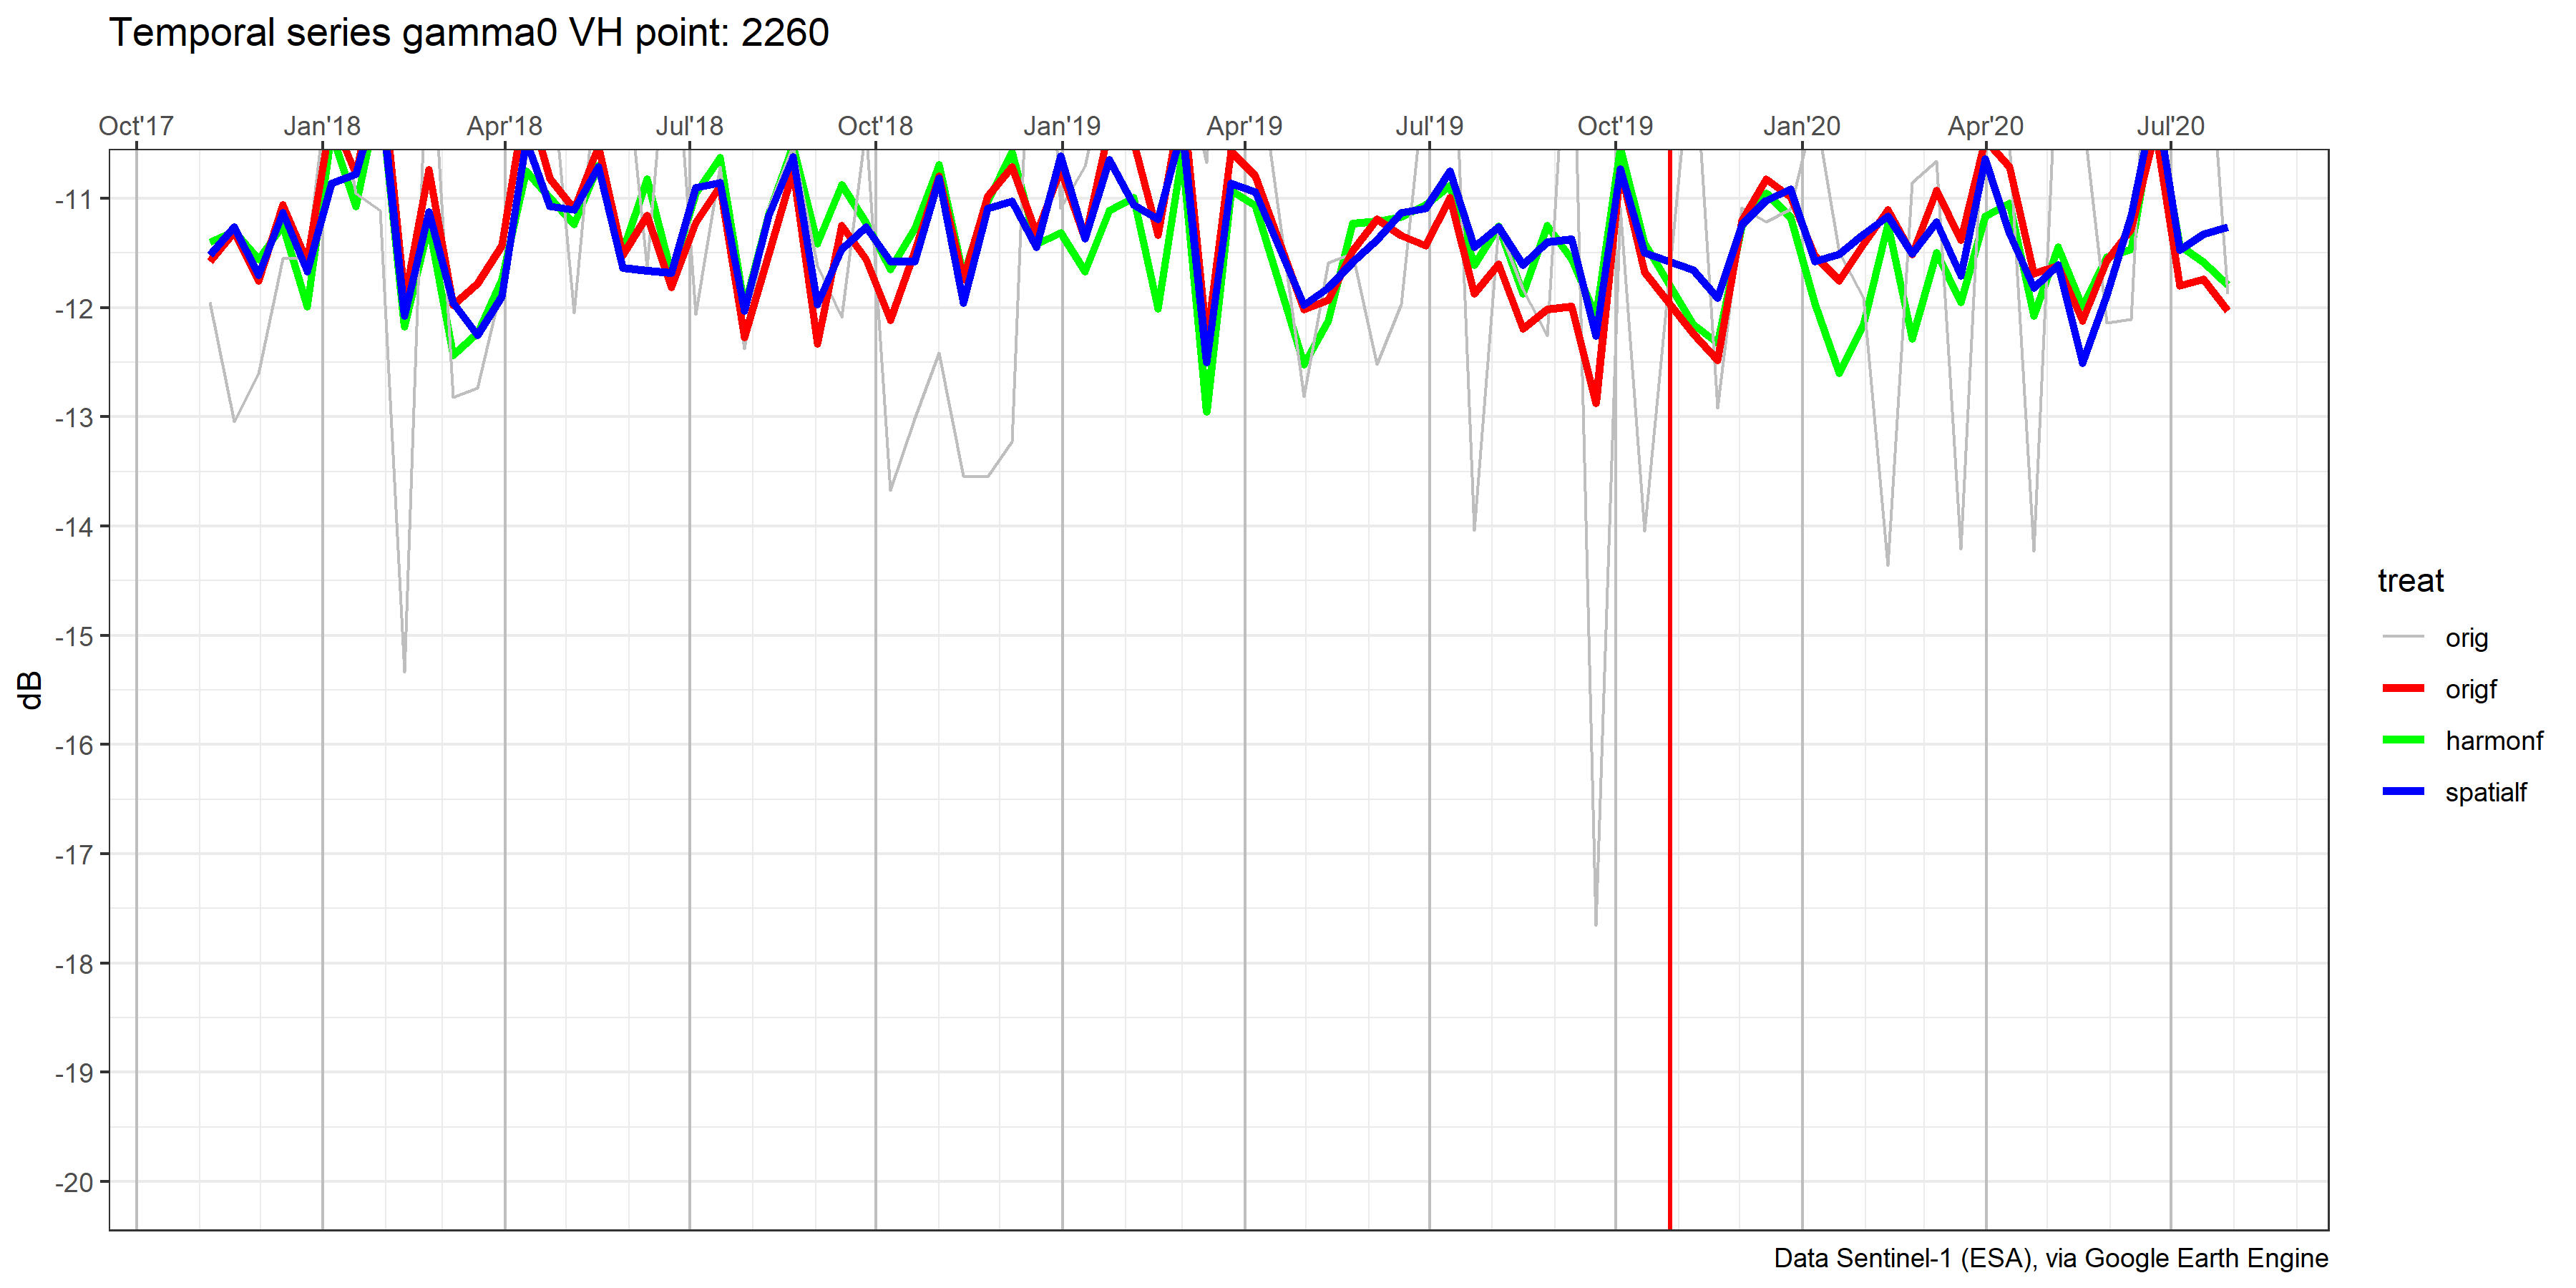 Temporal series gamma0 VH point: 2260
Oct'17 Jan'18 Apr'18 Jul'18 Oct'18 Jan'19 Apr'19 Jul'19 Oct'19 Jan'20 Apr'20 Jul'20
-11
-12
-13
-14
-15
-16
-17
-18
-19
-20
dB
treat
orig
origf
harmonf
spatialf
Data Sentinel-1 (ESA), via Google Earth Engine